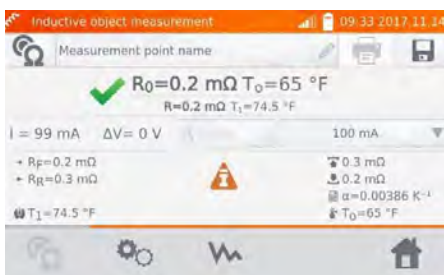 Inductive object measurement 09:33 2017.11.14
Measurement point name
R0=0.2 mΩ To=65 °F
R=0.2 mΩ T1=74.5 °F
I = 99 mA ΔV= 0 V 100 mA
RF=0.2 mΩ 0.3 mΩ
RR=0.3 mΩ 0.2 mΩ
α=0.00386 K⁻¹
T1=74.5 °F To=65 °F